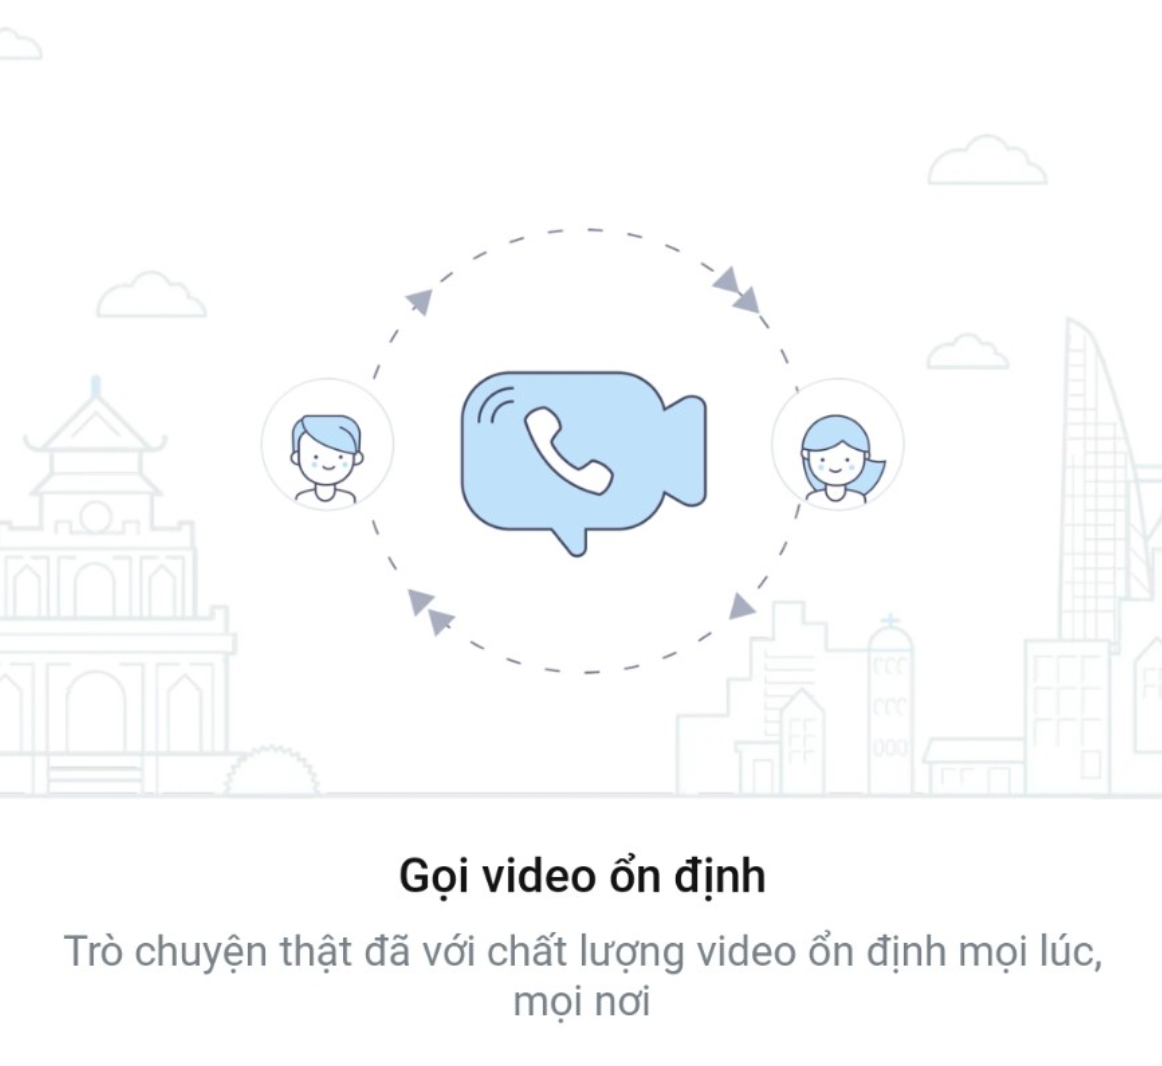 Gọi video ổn định
Trò chuyện thật đã với chất lượng video ổn định mọi lúc,
mọi nơi